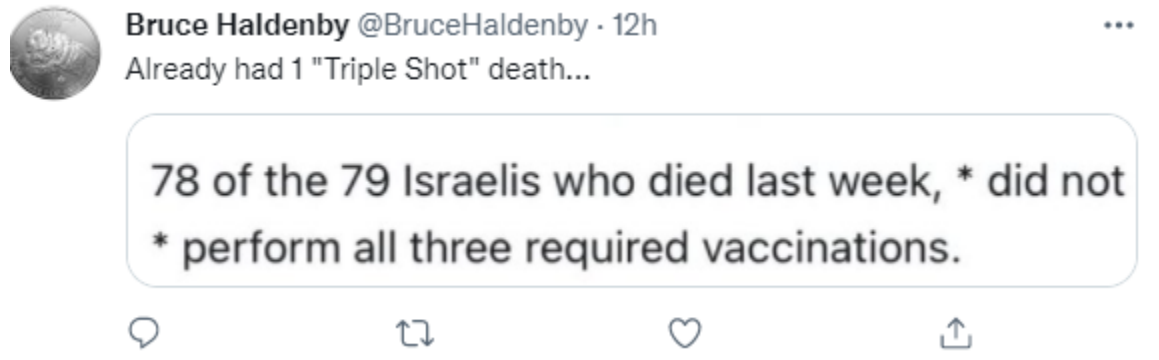 Bruce Haldenby @BruceHaldenby · 12h
Already had 1 "Triple Shot" death...
78 of the 79 Israelis who died last week, * did not
* perform all three required vaccinations.